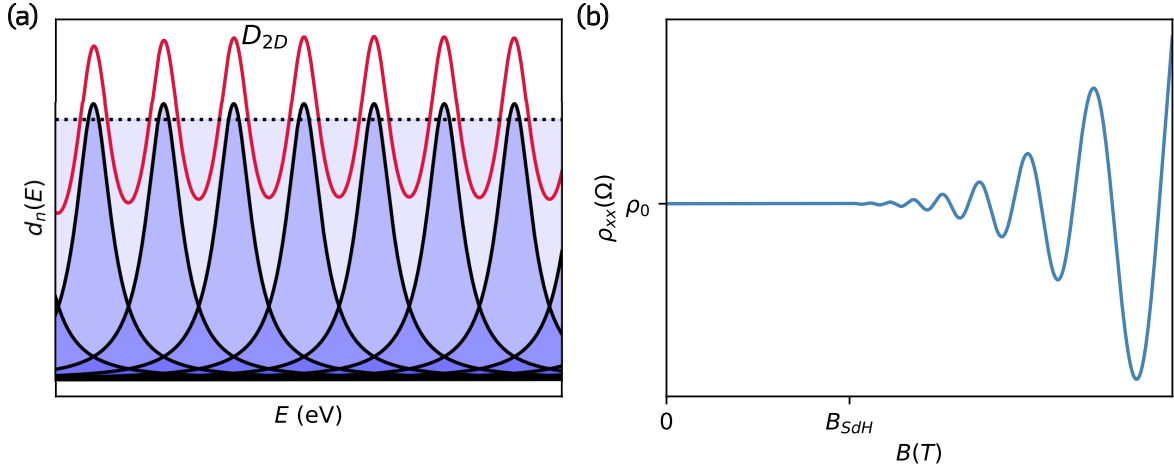 (a)
D_{2D}
d_n(E)
E (eV)
(b)
ρ_{xx}(Ω)
ρ_0
0
B_{SdH}
B(T)